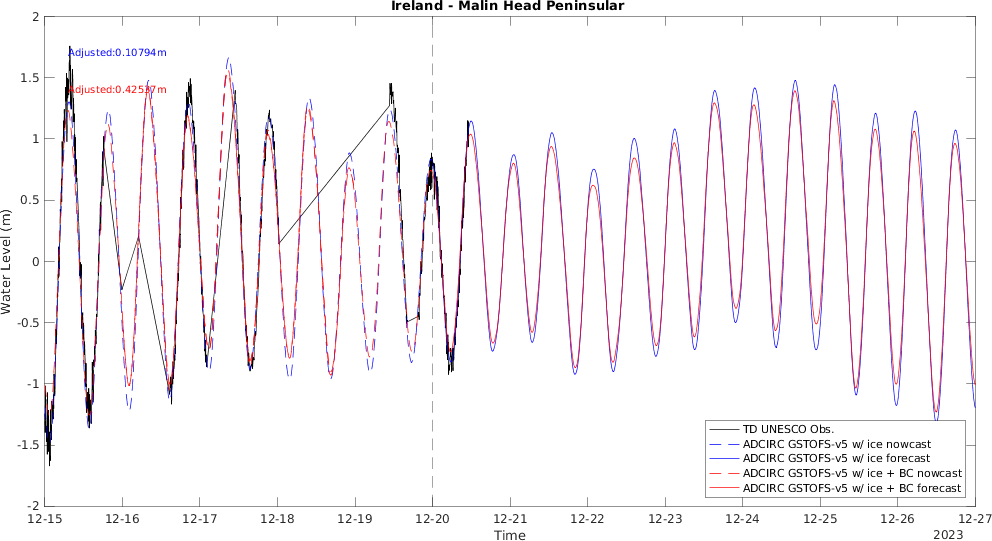 Ireland - Malin Head Peninsular
Adjusted:0.10794m
Adjusted:0.42537m
Water Level (m)
2
1.5
1
0.5
0
-0.5
-1
-1.5
-2
TD UNESCO Obs.
ADCIRC GSTOFS-v5 w/ ice nowcast
ADCIRC GSTOFS-v5 w/ ice forecast
ADCIRC GSTOFS-v5 w/ ice + BC nowcast
ADCIRC GSTOFS-v5 w/ ice + BC forecast
12-15 12-16 12-17 12-18 12-19 12-20 12-21 12-22 12-23 12-24 12-25 12-26 12-27
Time
2023